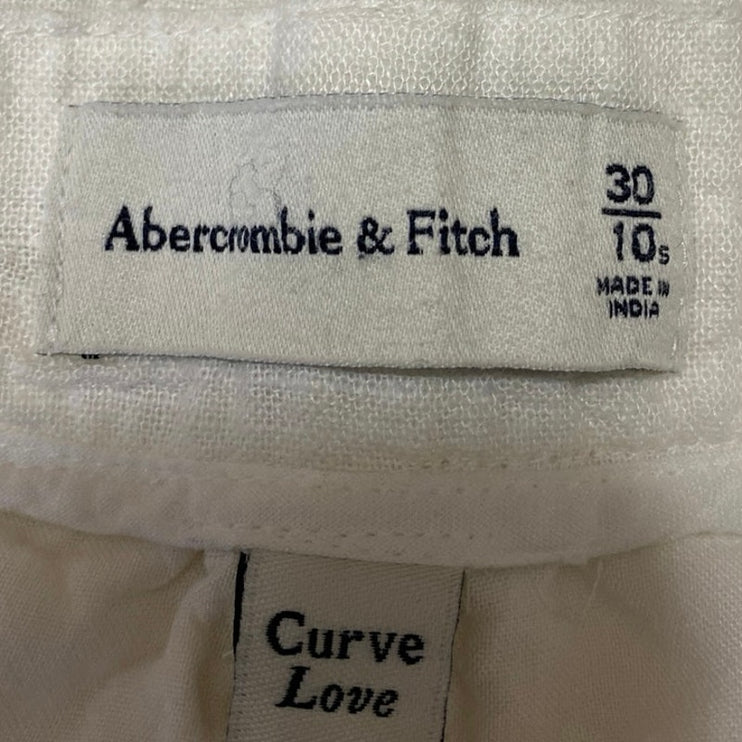 Abercrombie & Fitch
30
10s
MADE IN
INDIA
Curve
Love